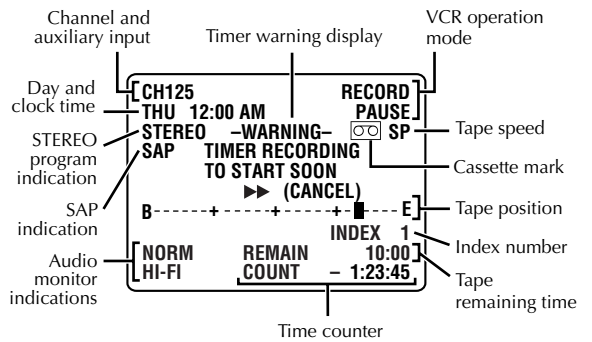 Channel and
auxiliary input
Timer warning display
VCR operation
mode
Day and
clock time
STEREO
program
indication
SAP
indication
Audio
monitor
indications
CH125 RECORD
THU 12:00 AM PAUSE
STEREO –WARNING– SP
SAP TIMER RECORDING
TO START SOON
▶▶ (CANCEL)
B-----+-----+-----+--■----E
INDEX 1
NORM REMAIN 10:00
HI-FI COUNT – 1:23:45
Tape speed
Cassette mark
Tape position
Index number
Tape
remaining time
Time counter